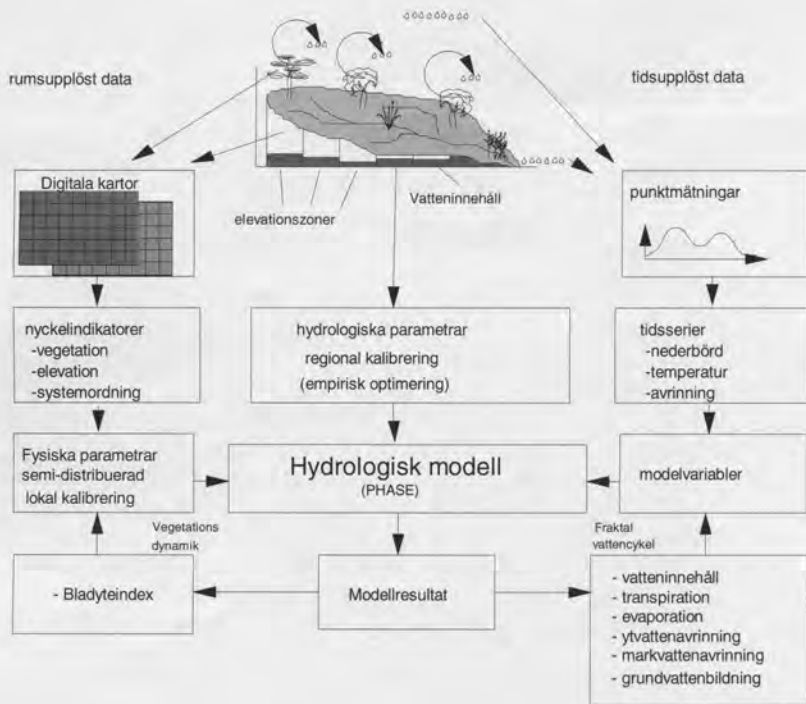 rumsupplöst data
tidsupplöst data
Digitala kartor
elevationszoner
Vatteninnehåll
punktmätningar
nyckelindikatorer
-vegetation
-elevation
-systemordning
hydrologiska parametrar
regional kalibrering
(empirisk optimering)
tidsserier
-nederbörd
-temperatur
-avrinning
Fysiska parametrar
semi-distribuerad
lokal kalibrering
Hydrologisk modell
(PHASE)
modelvariabler
Vegetations
dynamik
Fraktal
vattencykel
- Bladyteindex
Modellresultat
- vatteninnehåll
- transpiration
- evaporation
- ytvattenavrinning
- markvattenavrinning
- grundvattenbildning